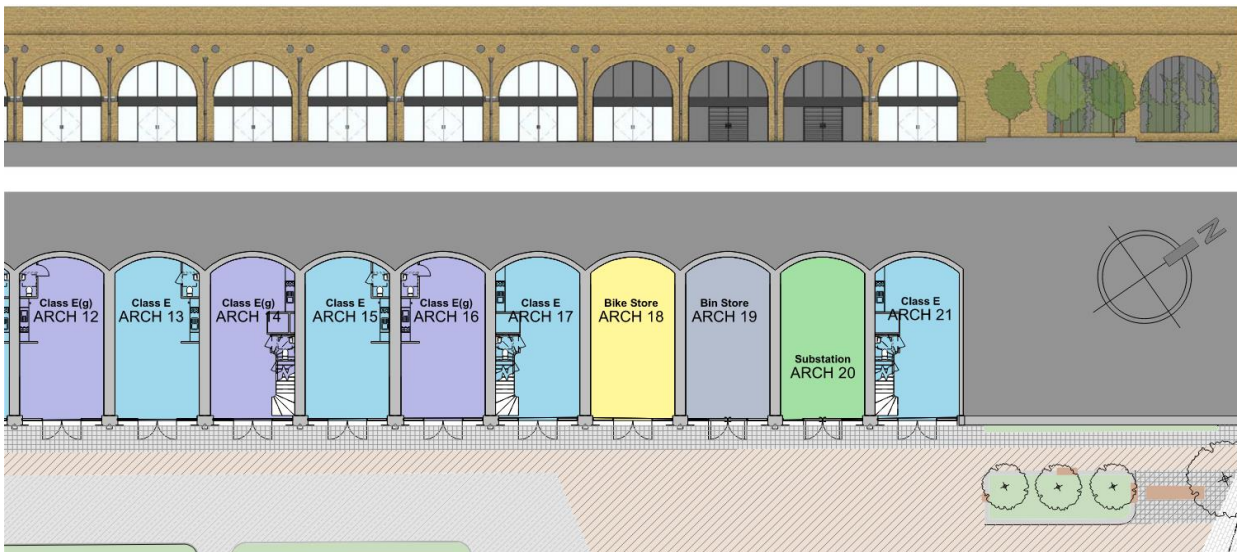 N
Class E(g)
ARCH 12
Class E
ARCH 13
Class E(g)
ARCH 14
Class E
ARCH 15
Class E(g)
ARCH 16
Class E
ARCH 17
Bike Store
ARCH 18
Bin Store
ARCH 19
Substation
ARCH 20
Class E
ARCH 21